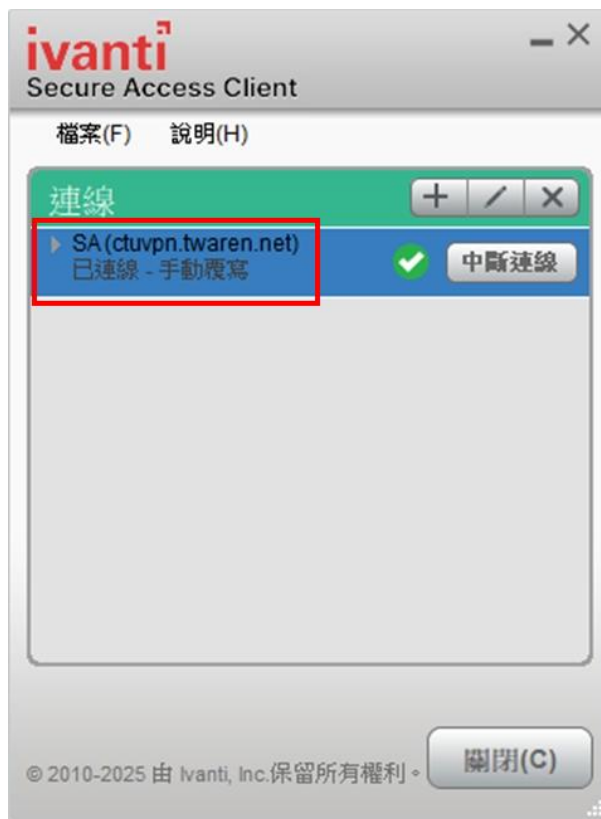 ivanti
Secure Access Client
檔案(F) 說明(H)
連線
SA (ctuvpn.twaren.net)
已連線 - 手動覆寫
中斷連線
© 2010-2025 由 Ivanti, Inc.保留所有權利。
關閉(C)